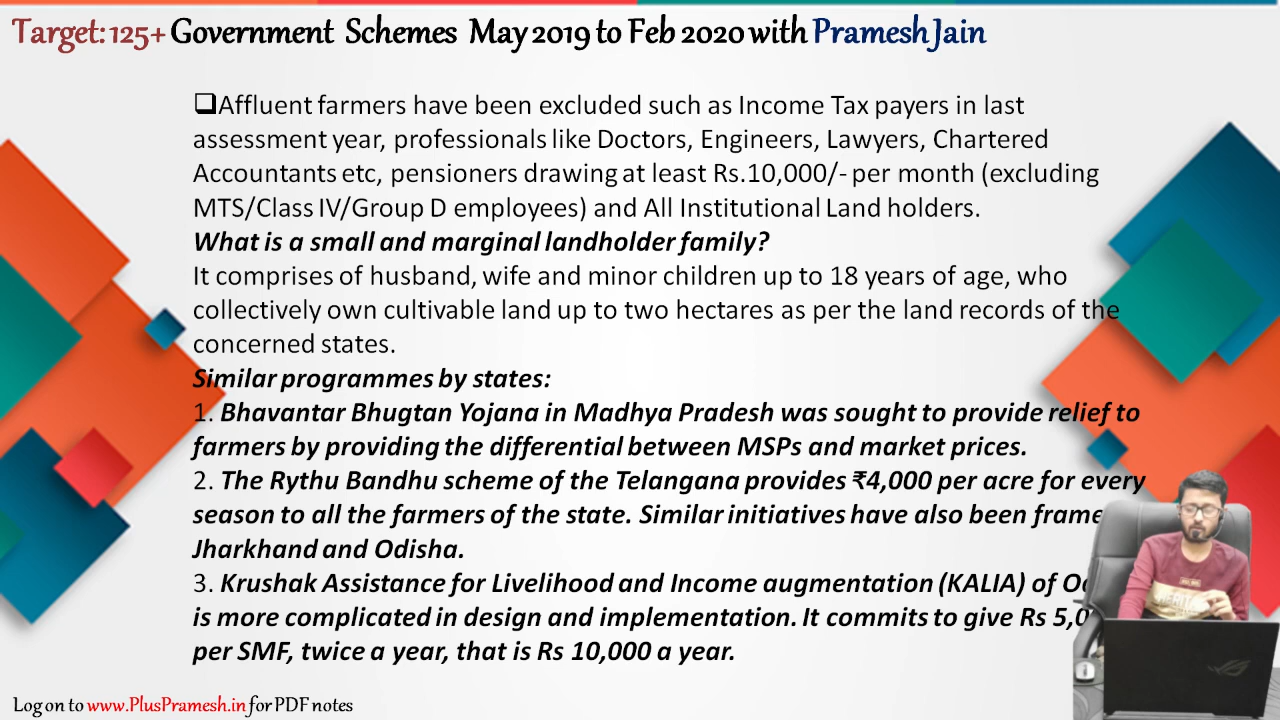 Target: 125+ Government Schemes May 2019 to Feb 2020 with Pramesh Jain
❑Affluent farmers have been excluded such as Income Tax payers in last
assessment year, professionals like Doctors, Engineers, Lawyers, Chartered
Accountants etc, pensioners drawing at least Rs.10,000/- per month (excluding
MTS/Class IV/Group D employees) and All Institutional Land holders.
What is a small and marginal landholder family?
It comprises of husband, wife and minor children up to 18 years of age, who
collectively own cultivable land up to two hectares as per the land records of the
concerned states.
Similar programmes by states:
1. Bhavantar Bhugtan Yojana in Madhya Pradesh was sought to provide relief to
farmers by providing the differential between MSPs and market prices.
2. The Rythu Bandhu scheme of the Telangana provides ₹4,000 per acre for every
season to all the farmers of the state. Similar initiatives have also been
Jharkhand and Odisha.
3. Krushak Assistance for Livelihood and Income augmentation (KALIA) of
is more complicated in design and implementation. It commits to give Rs
per SMF, twice a year, that is Rs 10,000 a year.
Log on to www.PlusPramesh.in for PDF notes